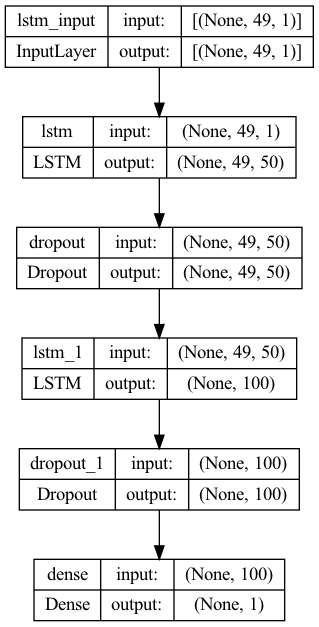 lstm_input input: [(None, 49, 1)]
InputLayer output: [(None, 49, 1)]
lstm input: (None, 49, 1)
LSTM output: (None, 49, 50)
dropout input: (None, 49, 50)
Dropout output: (None, 49, 50)
lstm_1 input: (None, 49, 50)
LSTM output: (None, 100)
dropout_1 input: (None, 100)
Dropout output: (None, 100)
dense input: (None, 100)
Dense output: (None, 1)